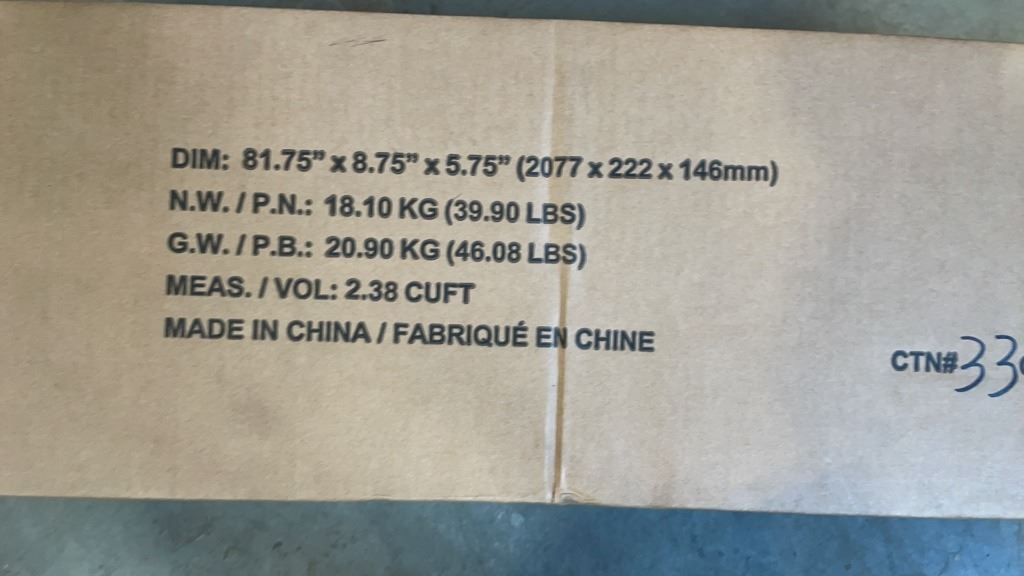 DIM: 81.75” x 8.75” x 5.75” (2077 x 222 x 146mm)
N.W. / P.N.: 18.10 KG (39.90 LBS)
G.W. / P.B.: 20.90 KG (46.08 LBS)
MEAS. / VOL: 2.38 CUFT
MADE IN CHINA / FABRIQUÉ EN CHINE
CTN#33